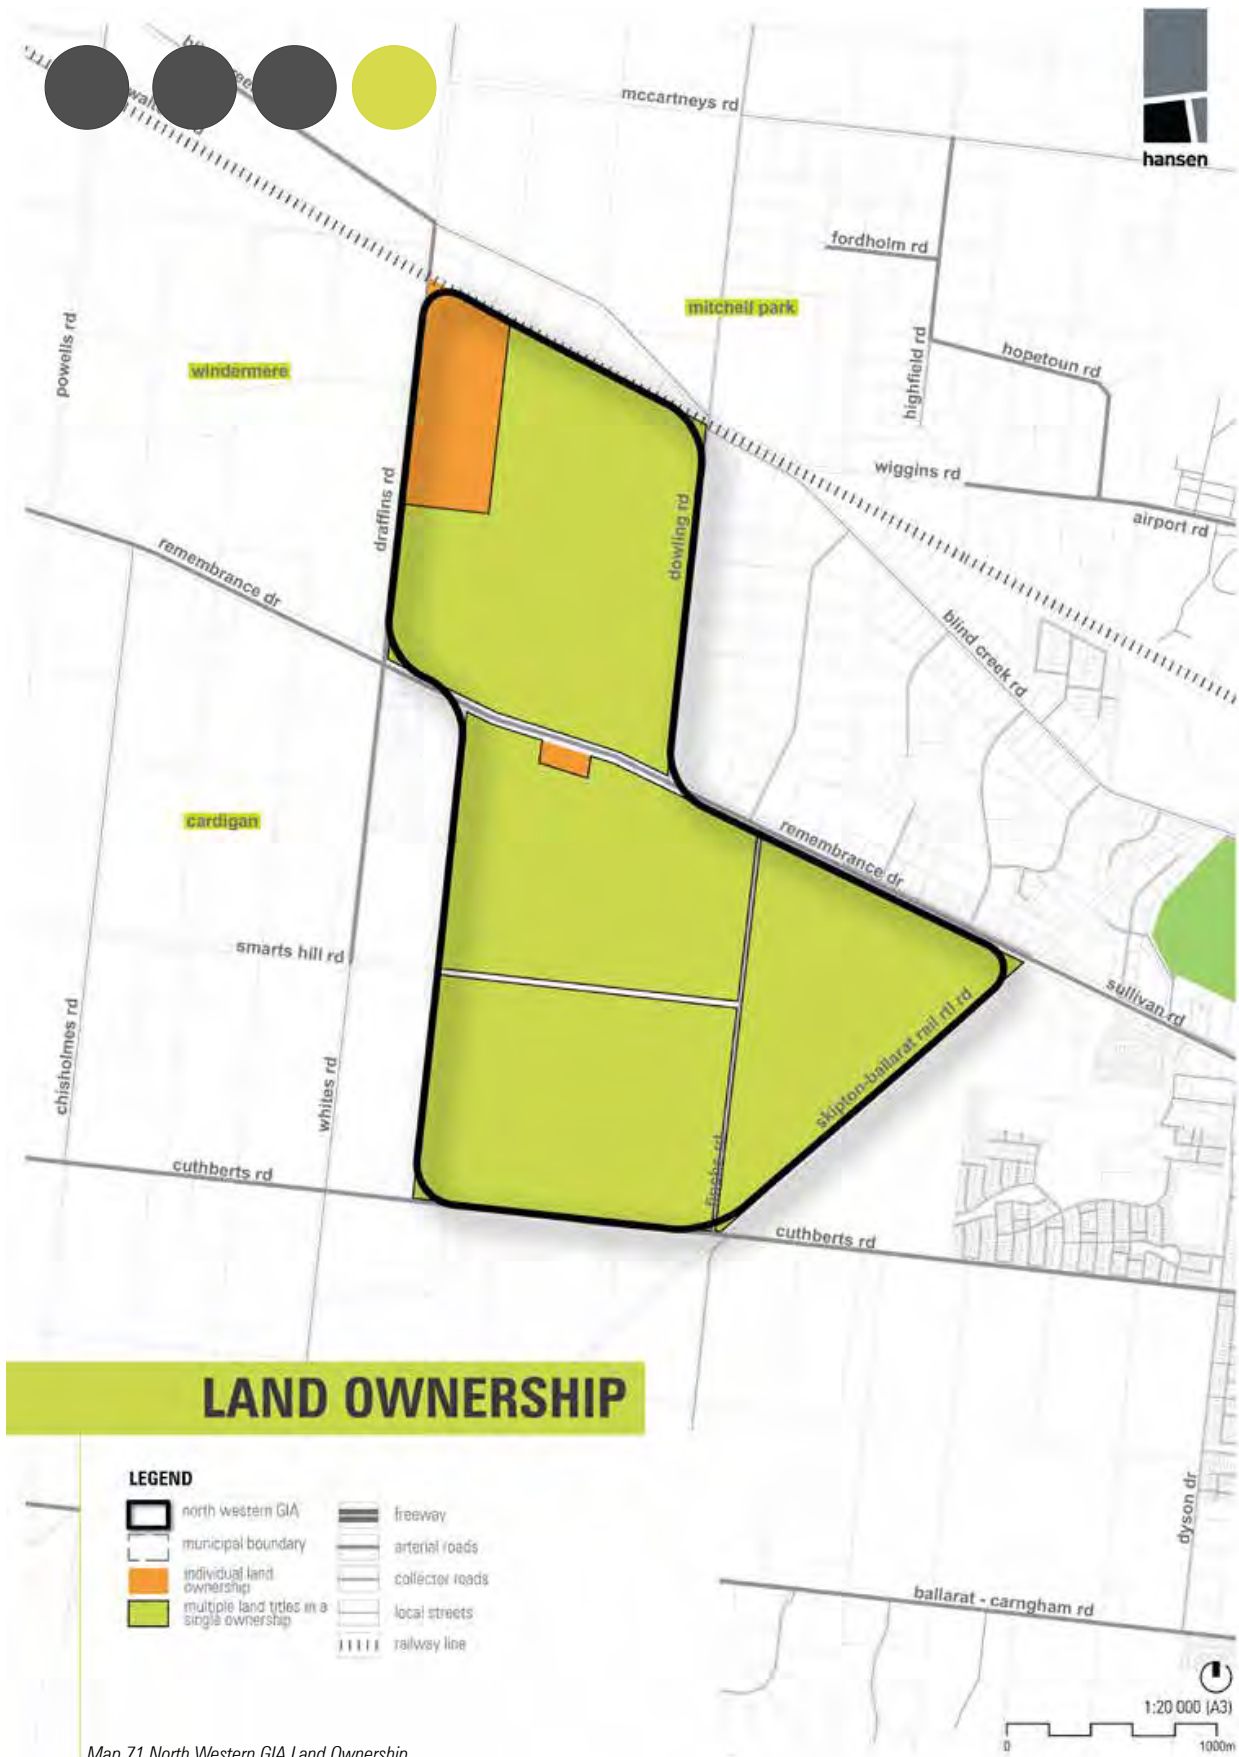 mccartneys rd
hansen
fordholm rd
mitchell park
powells rd
windermere
highfield rd
hopetoun rd
wiggins rd
airport rd
draffins rd
dowling rd
remembrance dr
blind creek rd
cardigan
remembrance dr
smarts hill rd
chisholmes rd
whites rd
sullivan rd
skipton-ballarat rail rtl rd
cuthberts rd
cuthberts rd
LAND OWNERSHIP
LEGEND
north western GIA
municipal boundary
individual land
ownership
multiple land titles in a
single ownership
freeway
arterial roads
collector roads
local streets
railway line
dyson dr
ballarat - carngham rd
1:20 000 (A3)
0 1000m
Map 71 North Western GIA Land Ownership